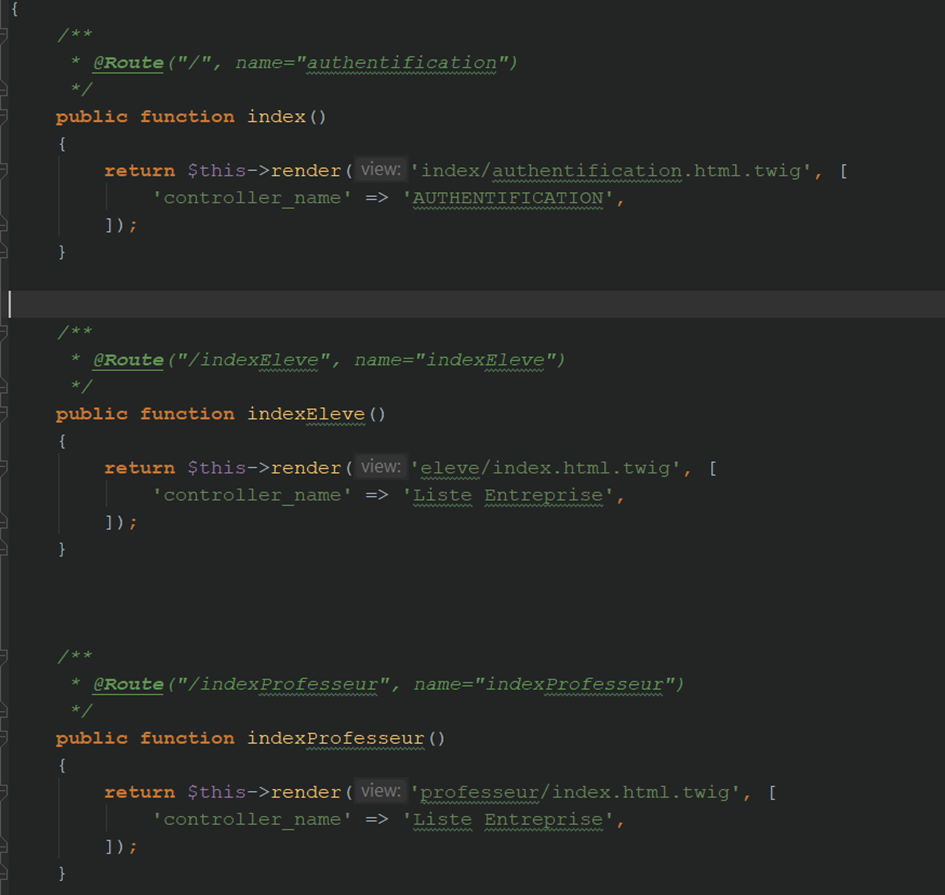 {
/**
* @Route("/", name="authentification")
*/
public function index()
{
return $this->render( view: 'index/authentification.html.twig', [
'controller_name' => 'AUTHENTIFICATION',
]);
}
/**
* @Route("/indexEleve", name="indexEleve")
*/
public function indexEleve()
{
return $this->render( view: 'eleve/index.html.twig', [
'controller_name' => 'Liste Entreprise',
]);
}
/**
* @Route("/indexProfesseur", name="indexProfesseur")
*/
public function indexProfesseur()
{
return $this->render( view: 'professeur/index.html.twig', [
'controller_name' => 'Liste Entreprise',
]);
}